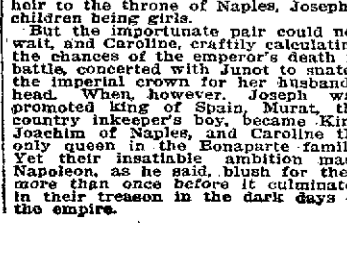 heir to the throne of Naples, Joseph
children being girls.
But the importunate pair could n
wait, and Caroline, craftily calculatin
the chances of the emperor's death
battle, concerted with Junot to snat
the imperial crown for her husband
head. When, however, Joseph wa
promoted king of Spain, Murat, th
country inkeeper's boy, became Kin
Joachim of Naples, and Caroline t
only queen in the Bonaparte famil
Yet their insatiable ambition mad
Napoleon, as he said, blush for the
more than once before it culminat
in their treason in the dark days
the empire.